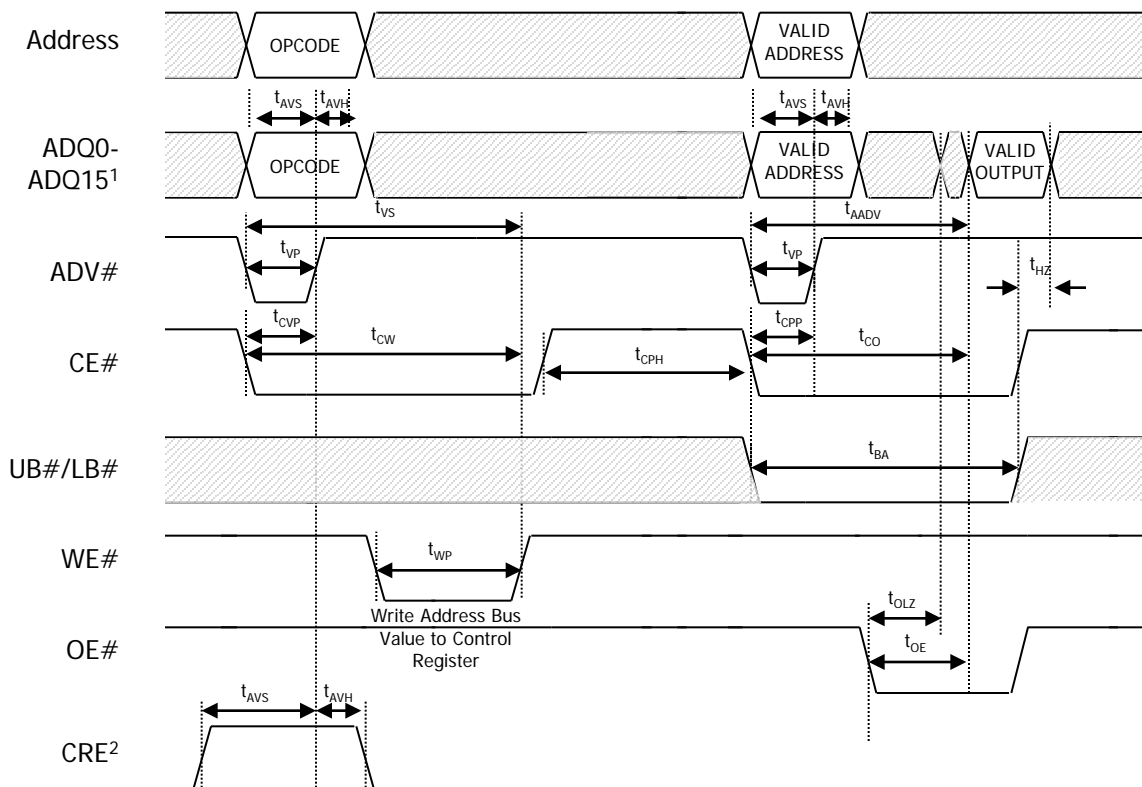 Address
OPCODE
VALID
ADDRESS
tAVS
tAVH
tAVS
tAVH
ADQ0-
ADQ15¹
OPCODE
VALID
ADDRESS
VALID
OUTPUT
tVS
tAADV
ADV#
tVP
tVP
tHZ
CE#
tCVP
tCW
tCPH
tCPP
tCO
UB#/LB#
tBA
WE#
tWP
Write Address Bus
Value to Control
Register
OE#
tOLZ
tOE
tAVS
tAVH
CRE²